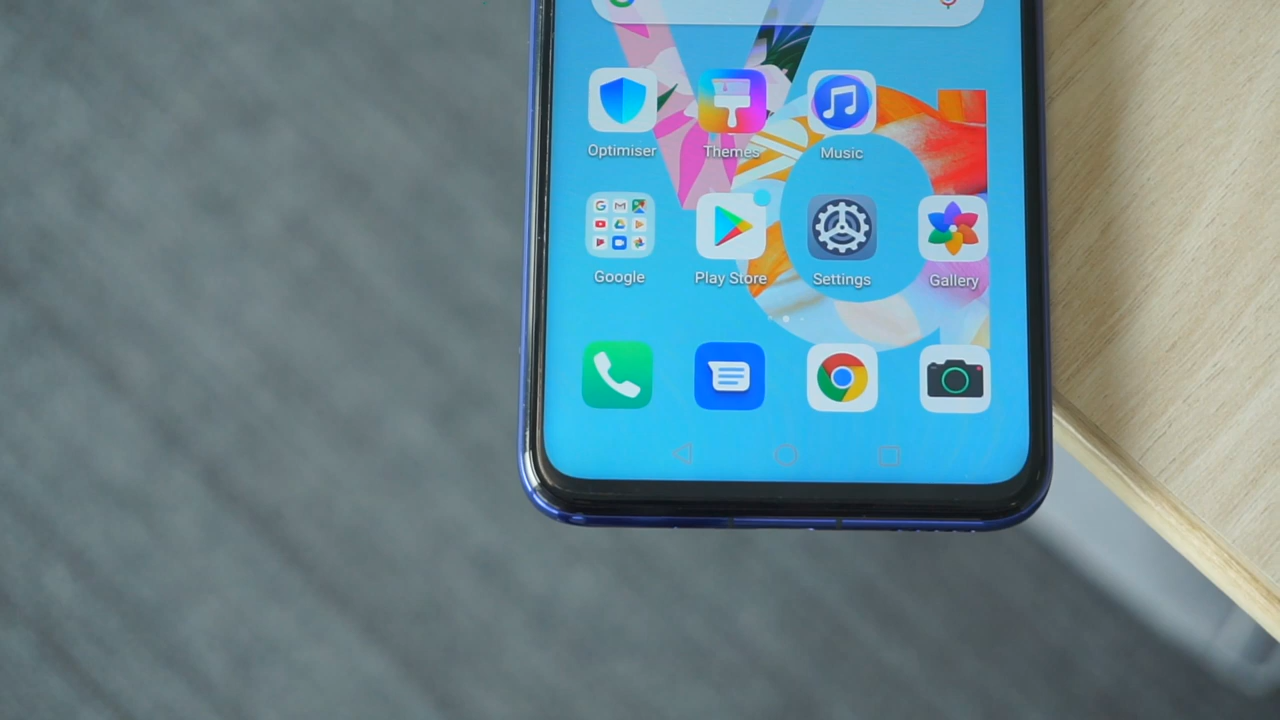 Optimiser
Themes
Music
Google
Play Store
Settings
Gallery